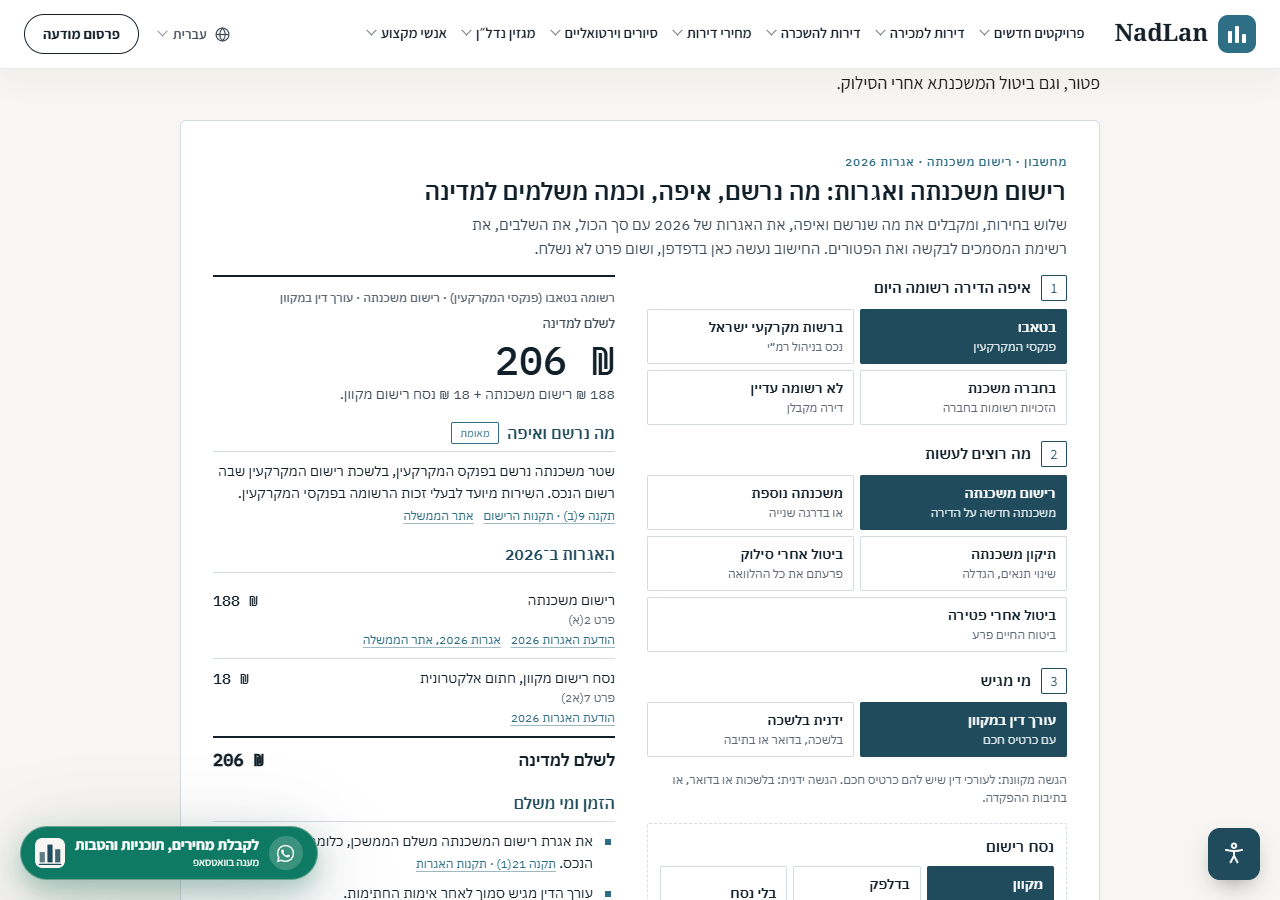 NadLan
פרויקטים חדשים
דירות למכירה
דירות להשכרה
מחירי דירות
סיורים וירטואליים
מגזין נדל״ן
אנשי מקצוע
עברית
פרסום מודעה
פטור, וגם ביטול המשכנתא אחרי הסילוק.
מחשבון · רישום משכנתה · אגרות 2026
רישום משכנתה ואגרות: מה נרשם, איפה, וכמה משלמים למדינה
שלוש בחירות, ומקבלים את מה שנרשם ואיפה, את האגרות של 2026 עם סך הכול, את השלבים, את
רשימת המסמכים לבקשה ואת הפטורים. החישוב נעשה כאן בדפדפן, ושום פרט לא נשלח.
1
איפה הדירה רשומה היום
בטאבו
פנקסי המקרקעין
ברשות מקרקעי ישראל
נכס בניהול רמ״י
בחברה משכנת
הזכויות רשומות בחברה
לא רשומה עדיין
דירה מקבלן
2
מה רוצים לעשות
רישום משכנתה
משכנתה חדשה על הדירה
משכנתה נוספת
או בדרגה שנייה
תיקון משכנתה
שינוי תנאים, הגדלה
ביטול אחרי סילוק
פרעתם את כל ההלוואה
ביטול אחרי פטירה
ביטוח החיים פרע
3
מי מגיש
עורך דין במקוון
עם כרטיס חכם
ידנית בלשכה
בלשכה, בדואר או בתיבה
הגשה מקוונת: לעורכי דין שיש להם כרטיס חכם. הגשה ידנית: בלשכות או בדואר, או
בתיבות ההפקדה.
נסח רישום
מקוון
בדלפק
בלי נסח
רשומה בטאבו (פנקסי המקרקעין) · רישום משכנתה · עורך דין במקוון
לשלם למדינה
206 ₪
188 ₪ רישום משכנתה + 18 ₪ נסח רישום מקוון.
מה נרשם ואיפה
מאומת
שטר משכנתה נרשם בפנקס המקרקעין, בלשכת רישום המקרקעין שבה
רשום הנכס. השירות מיועד לבעלי זכות הרשומה בפנקסי המקרקעין.
תקנה 9(ב) · תקנות הרישום
אתר הממשלה
האגרות ב־2026
רישום משכנתה
188 ₪
פרט 2(א)
הודעת האגרות 2026
אגרות 2026, אתר הממשלה
נסח רישום מקוון, חתום אלקטרונית
18 ₪
פרט 7(א2)
הודעת האגרות 2026
לשלם למדינה
206 ₪
הזמן ומי משלם
את אגרת רישום המשכנתה משלם הממשכן,
הנכס. תקנה 21(1) · תקנות האגרות
עורך הדין מגיש סמוך לאחר אימות החתימות.
לקבלת מחירים, תוכניות והטבות
מענה בוואטסאפ